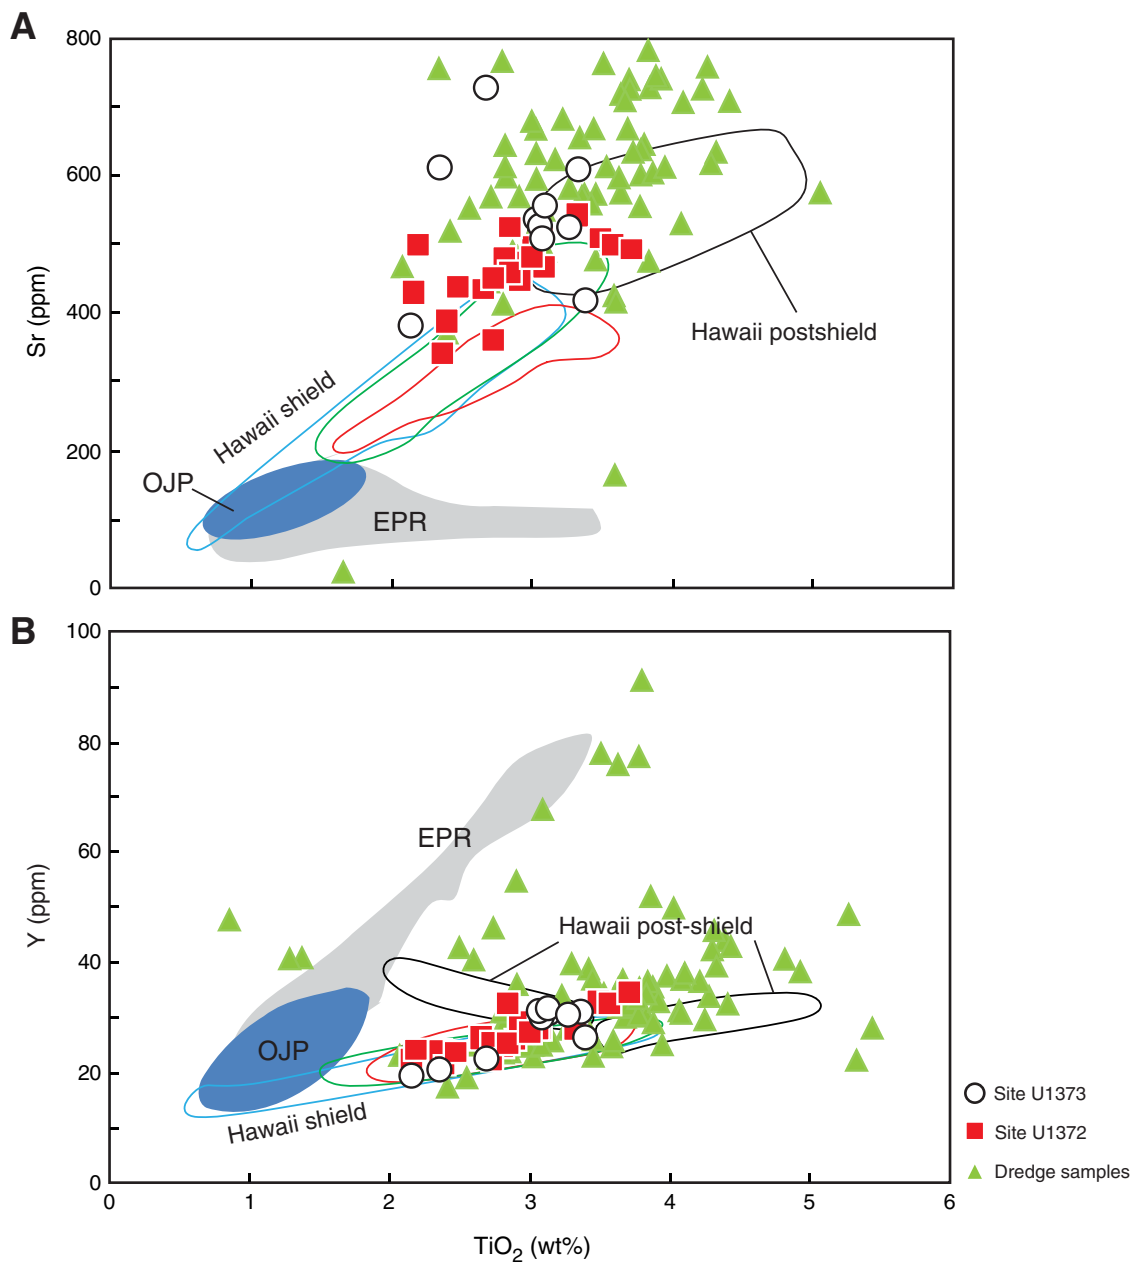 A
800
600
400
200
0
Sr (ppm)
Hawaii postshield
Hawaii shield
OJP
EPR
B
100
80
60
40
20
0
Y (ppm)
EPR
Hawaii post-shield
OJP
Hawaii shield
Site U1373
Site U1372
Dredge samples
0 1 2 3 4 5 6
TiO2 (wt%)